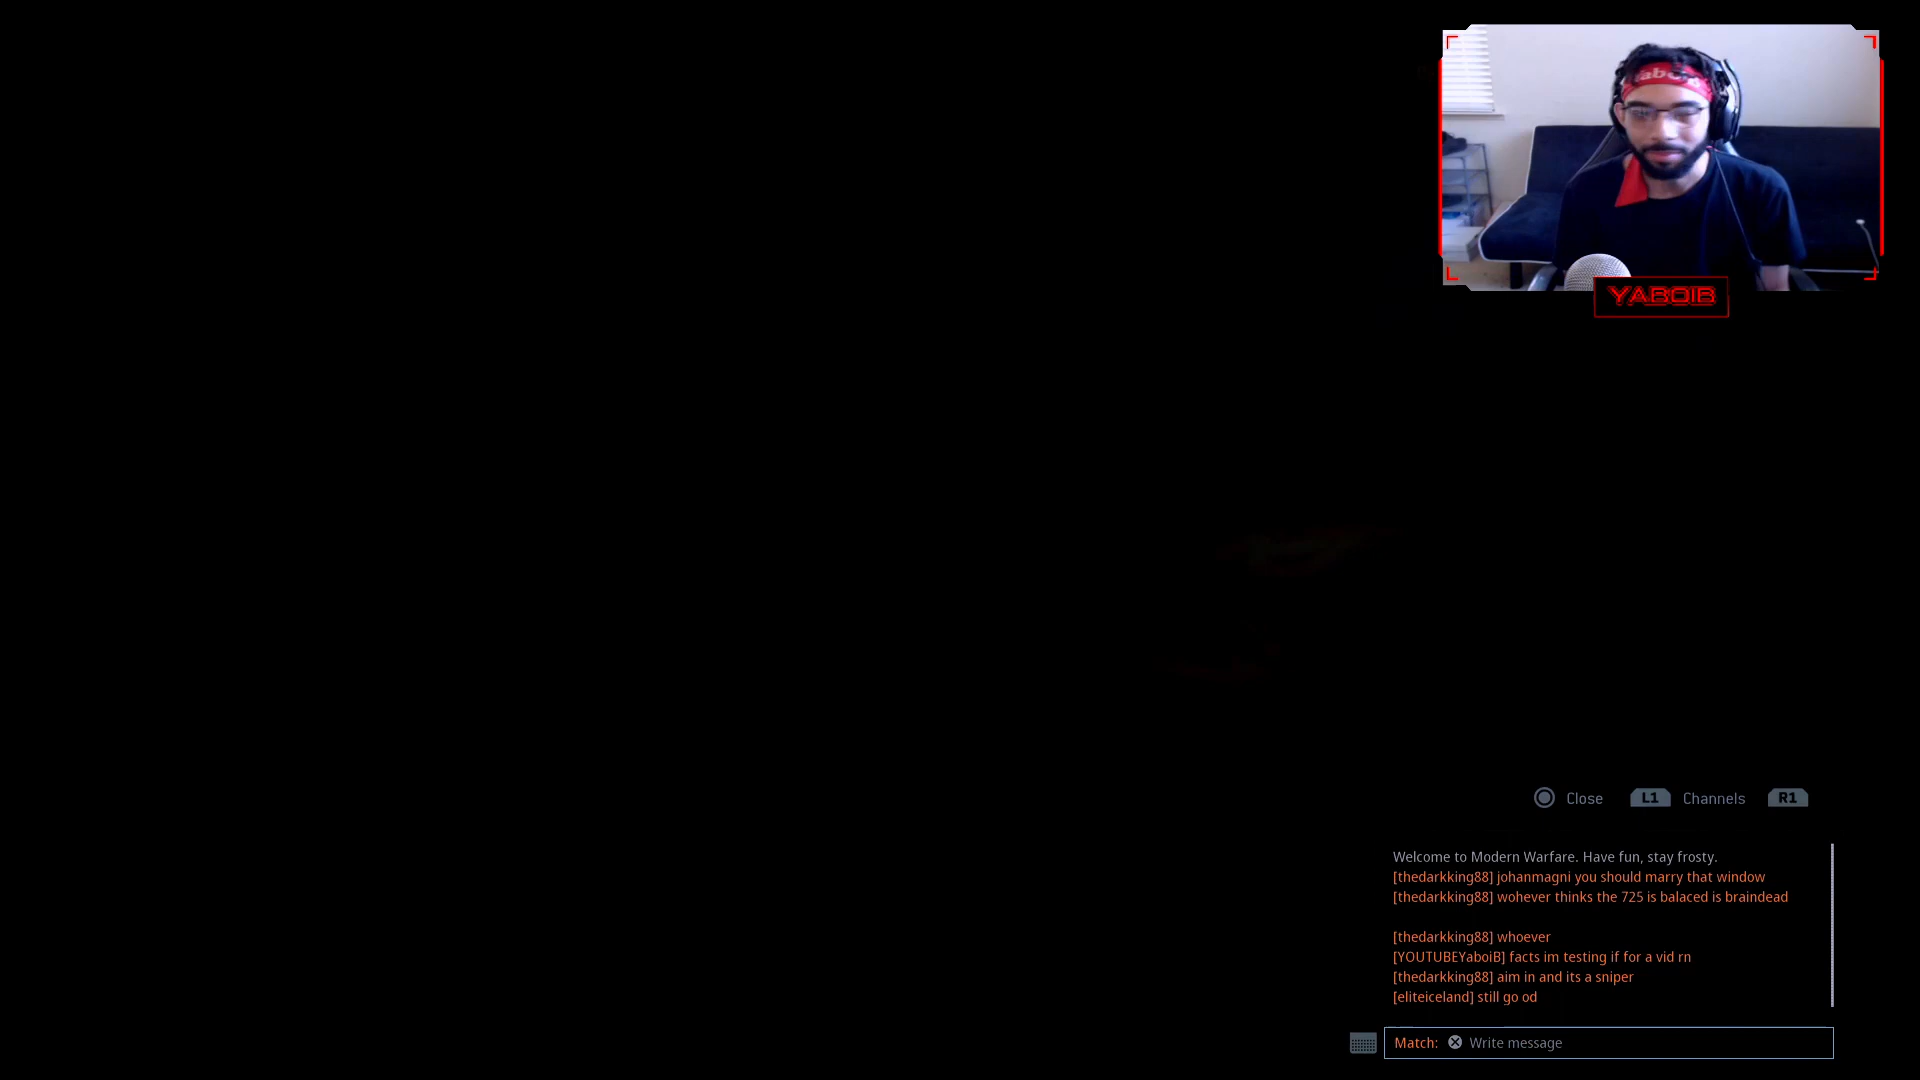 YABOIB
Close L1 Channels R1
Welcome to Modern Warfare. Have fun, stay frosty.
[thedarkking88] johanmagni you should marry that window
[thedarkking88] wohever thinks the 725 is balaced is braindead
[thedarkking88] whoever
[YOUTUBEYaboiB] facts im testing if for a vid rn
[thedarkking88] aim in and its a sniper
[eliteiceland] still go od
Match: Write message